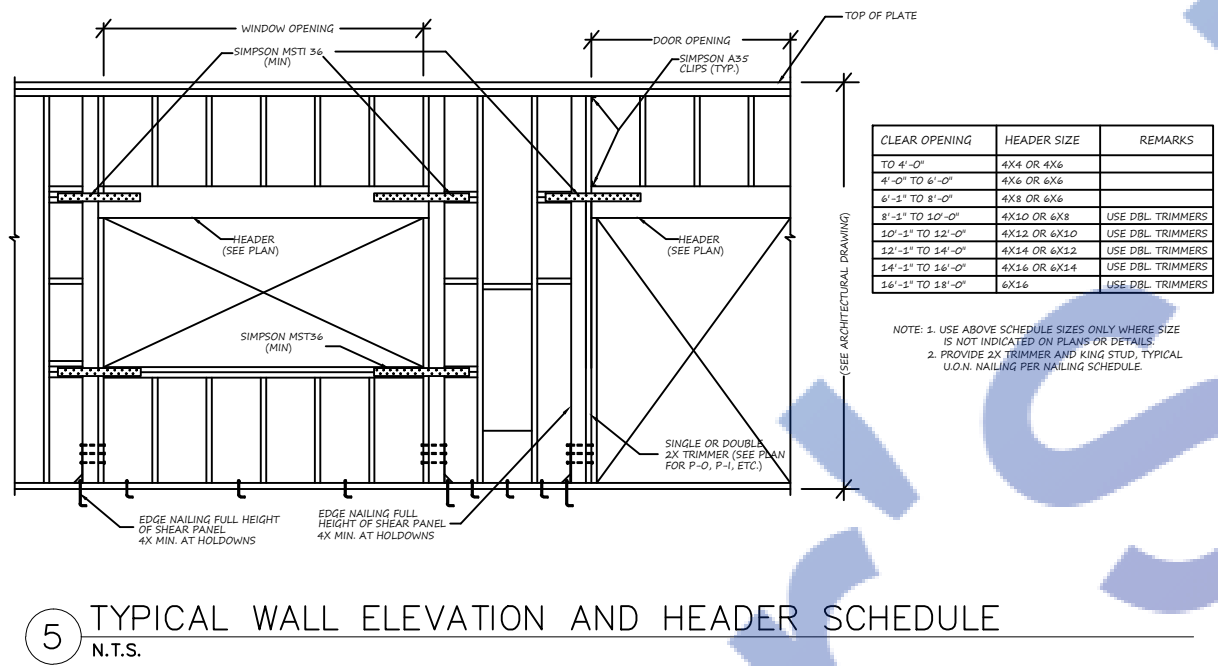 WINDOW OPENING
SIMPSON MSTI 36
(MIN)
DOOR OPENING
SIMPSON A35
CLIPS (TYP.)
TOP OF PLATE
HEADER
(SEE PLAN)
HEADER
(SEE PLAN)
SIMPSON MST36
(MIN)
SINGLE OR DOUBLE
2X TRIMMER (SEE PLAN
FOR P-O, P-I, ETC.)
EDGE NAILING FULL HEIGHT
OF SHEAR PANEL
4X MIN. AT HOLDOWNS
EDGE NAILING FULL
HEIGHT OF SHEAR PANEL
4X MIN. AT HOLDOWNS
(SEE ARCHITECTURAL DRAWING)
CLEAR OPENING HEADER SIZE REMARKS
TO 4'-0" 4X4 OR 4X6
4'-0" TO 6'-0" 4X6 OR 6X6
6'-1" TO 8'-0" 4X8 OR 6X6
8'-1" TO 10'-0" 4X10 OR 6X8 USE DBL. TRIMMERS
10'-1" TO 12'-0" 4X12 OR 6X10 USE DBL. TRIMMERS
12'-1" TO 14'-0" 4X14 OR 6X12 USE DBL. TRIMMERS
14'-1" TO 16'-0" 4X16 OR 6X14 USE DBL. TRIMMERS
16'-1" TO 18'-0" 6X16 USE DBL. TRIMMERS
NOTE: 1. USE ABOVE SCHEDULE SIZES ONLY WHERE SIZE
IS NOT INDICATED ON PLANS OR DETAILS.
2. PROVIDE 2X TRIMMER AND KING STUD, TYPICAL
U.O.N. NAILING PER NAILING SCHEDULE.
5 TYPICAL WALL ELEVATION AND HEADER SCHEDULE
N.T.S.